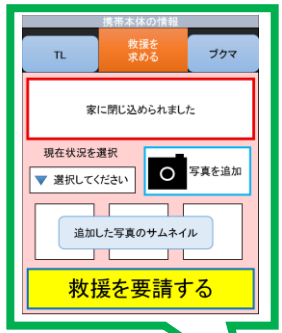 携帯本体の情報
TL
救援を
求める
ブクマ
家に閉じ込められました
現在状況を選択
選択してください
写真を追加
追加した写真のサムネイル
救援を要請する